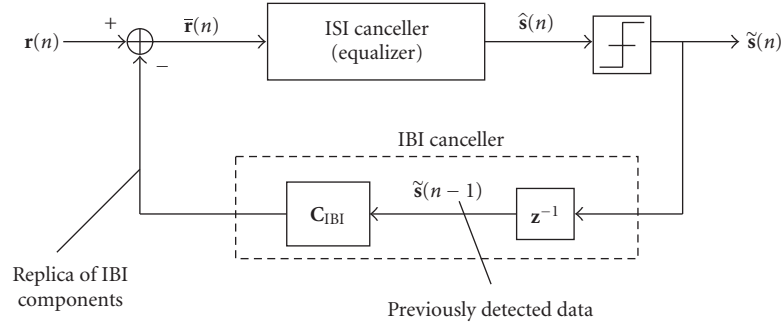 r(n)
+
−
r̄(n)
ISI canceller
(equalizer)
ŝ(n)
s̃(n)
IBI canceller
C_IBI
s̃(n − 1)
z⁻¹
Replica of IBI
components
Previously detected data